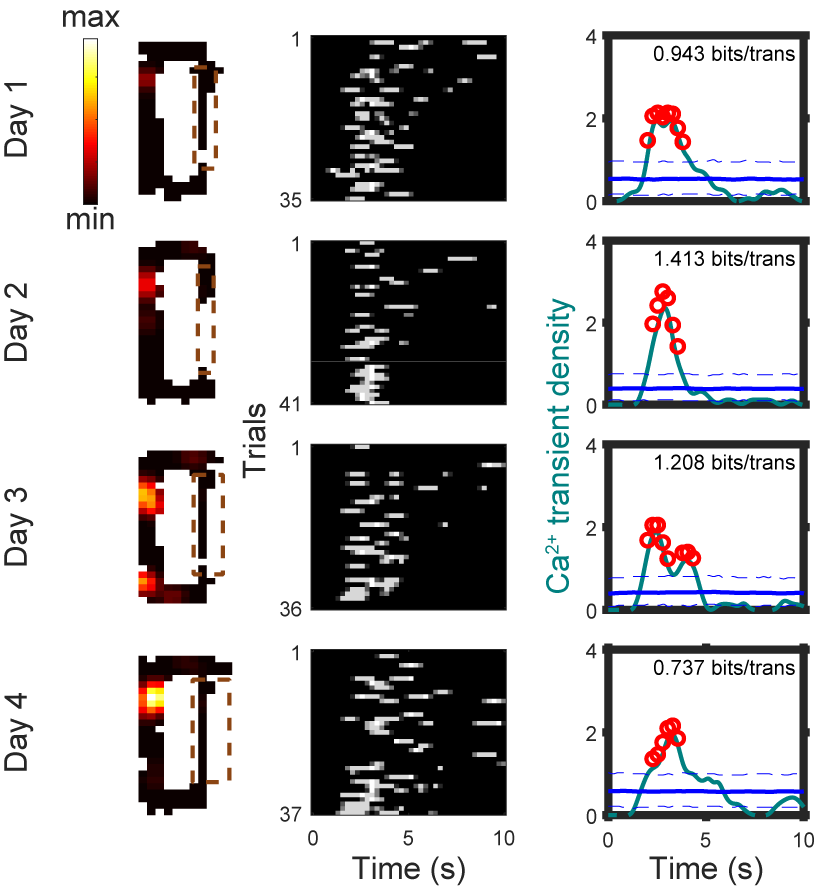 max
min
Day 1
1
35
4
2
0
0.943 bits/trans
Day 2
1
41
4
2
0
1.413 bits/trans
Day 3
1
36
4
2
0
1.208 bits/trans
Day 4
1
37
4
2
0
0.737 bits/trans
Trials
Ca2+ transient density
0 5 10
Time (s)
0 5 10
Time (s)